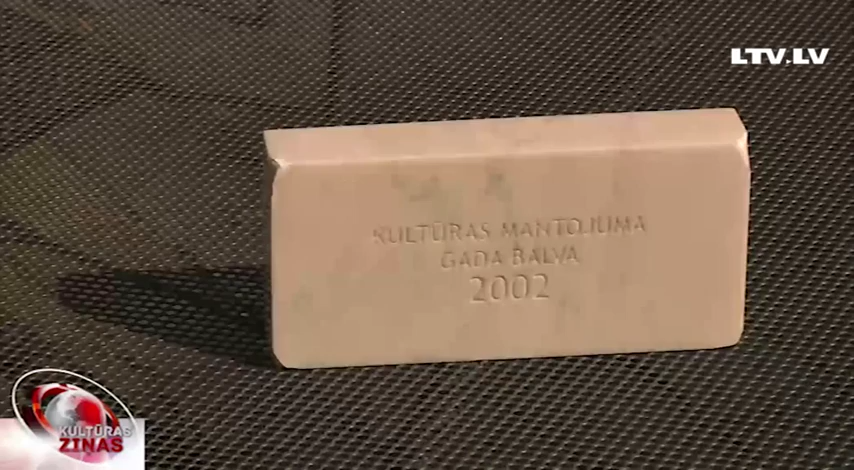 LTV.LV
KULTŪRAS MANTOJUMA
GADA BALVA
2002
KULTŪRAS
ZIŅAS